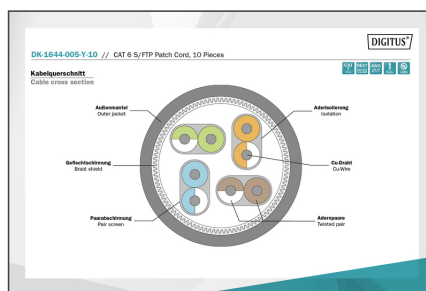 DIGITUS®
DK-1644-005-Y-10 // CAT 6 S/FTP Patch Cord, 10 Pieces
Kabelquerschnitt
Cable cross section
Außenmantel
Outer jacket
Aderisolierung
Isolation
Geflechtschirmung
Braid shield
Cu-Draht
Cu-Wire
Paarabschirmung
Pair screen
Adernpaare
Twisted pair